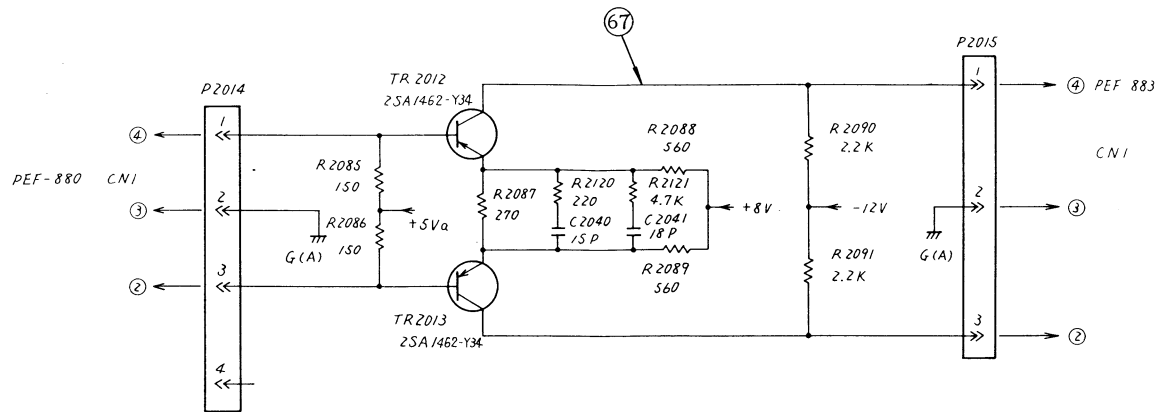 67
P2015
TR2012
2SA1462-Y34
P2014
1
4
1
4 PEF 883
R2088
560
R2090
2.2K
CN1
R2085
150
PEF-880 CN1
R2087
270
R2120
220
R2121
4.7K
+8V
-12V
2
3
2
3
+5Va
R2086
150
C2040
15P
C2041
18P
G(A)
G(A)
R2089
560
R2091
2.2K
3
2
3
2
TR2013
2SA1462-Y34
4